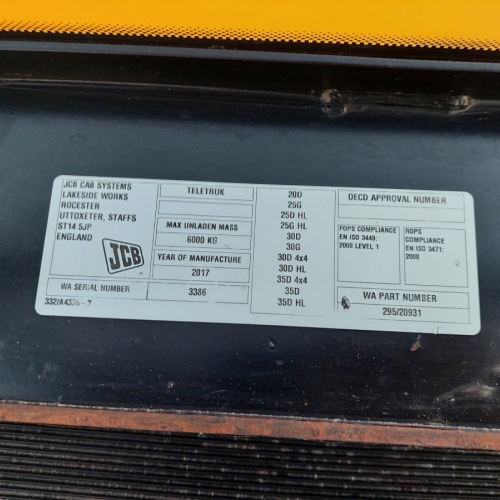 JCB CAB SYSTEMS
LAKESIDE WORKS
ROCESTER
UTTOXETER, STAFFS
ST14 5JP
ENGLAND
JCB
WA SERIAL NUMBER
TELETRUK
MAX UNLADEN MASS
6000 KG
YEAR OF MANUFACTURE
2017
3386
20D
25G
25D HL
25G HL
30D
30G
30D 4x4
30D HL
35D 4x4
35D
35D HL
OECD APPROVAL NUMBER
FOPS COMPLIANCE
EN ISO 3449:
2008 LEVEL 1
ROPS
COMPLIANCE
EN ISO 3471:
2008
WA PART NUMBER
295/20931